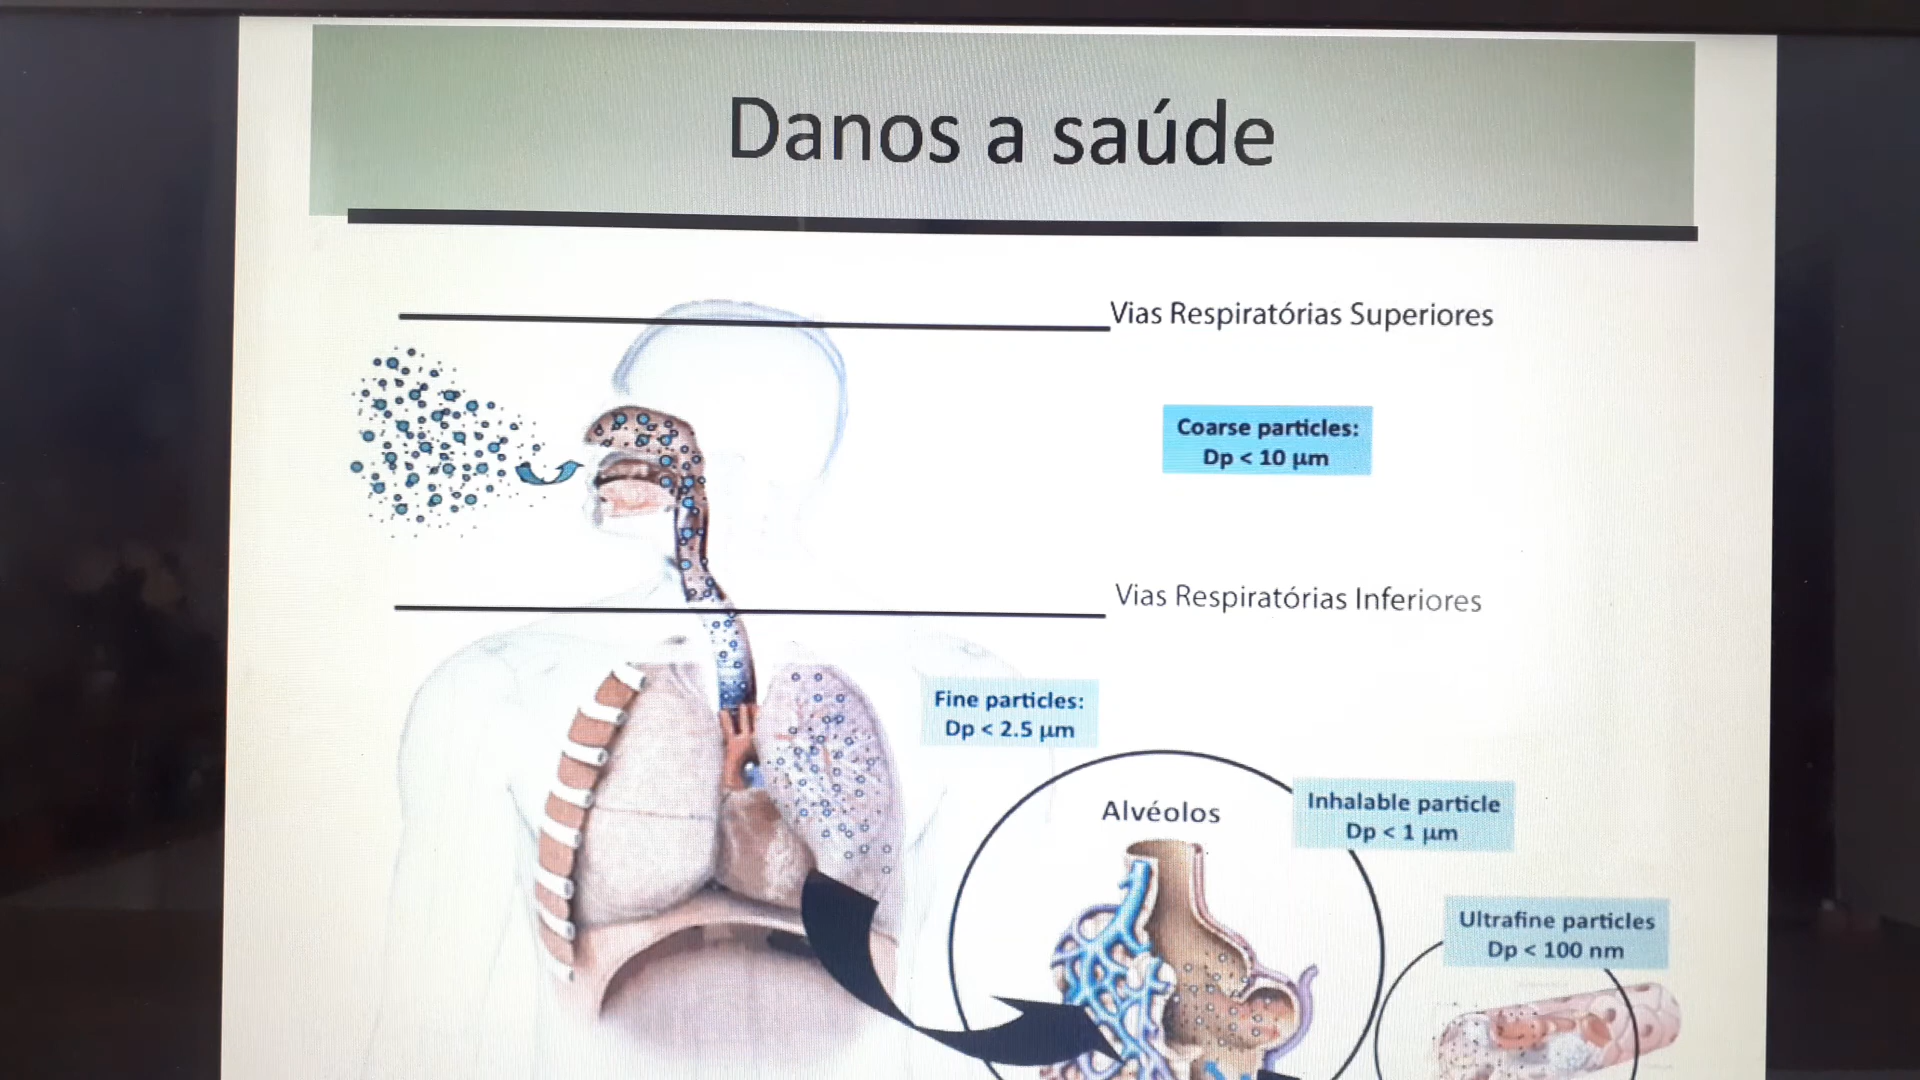 Danos a saúde
Vias Respiratórias Superiores
Coarse particles:
Dp < 10 µm
Vias Respiratórias Inferiores
Fine particles:
Dp < 2.5 µm
Alvéolos
Inhalable particle
Dp < 1 µm
Ultrafine particles
Dp < 100 nm